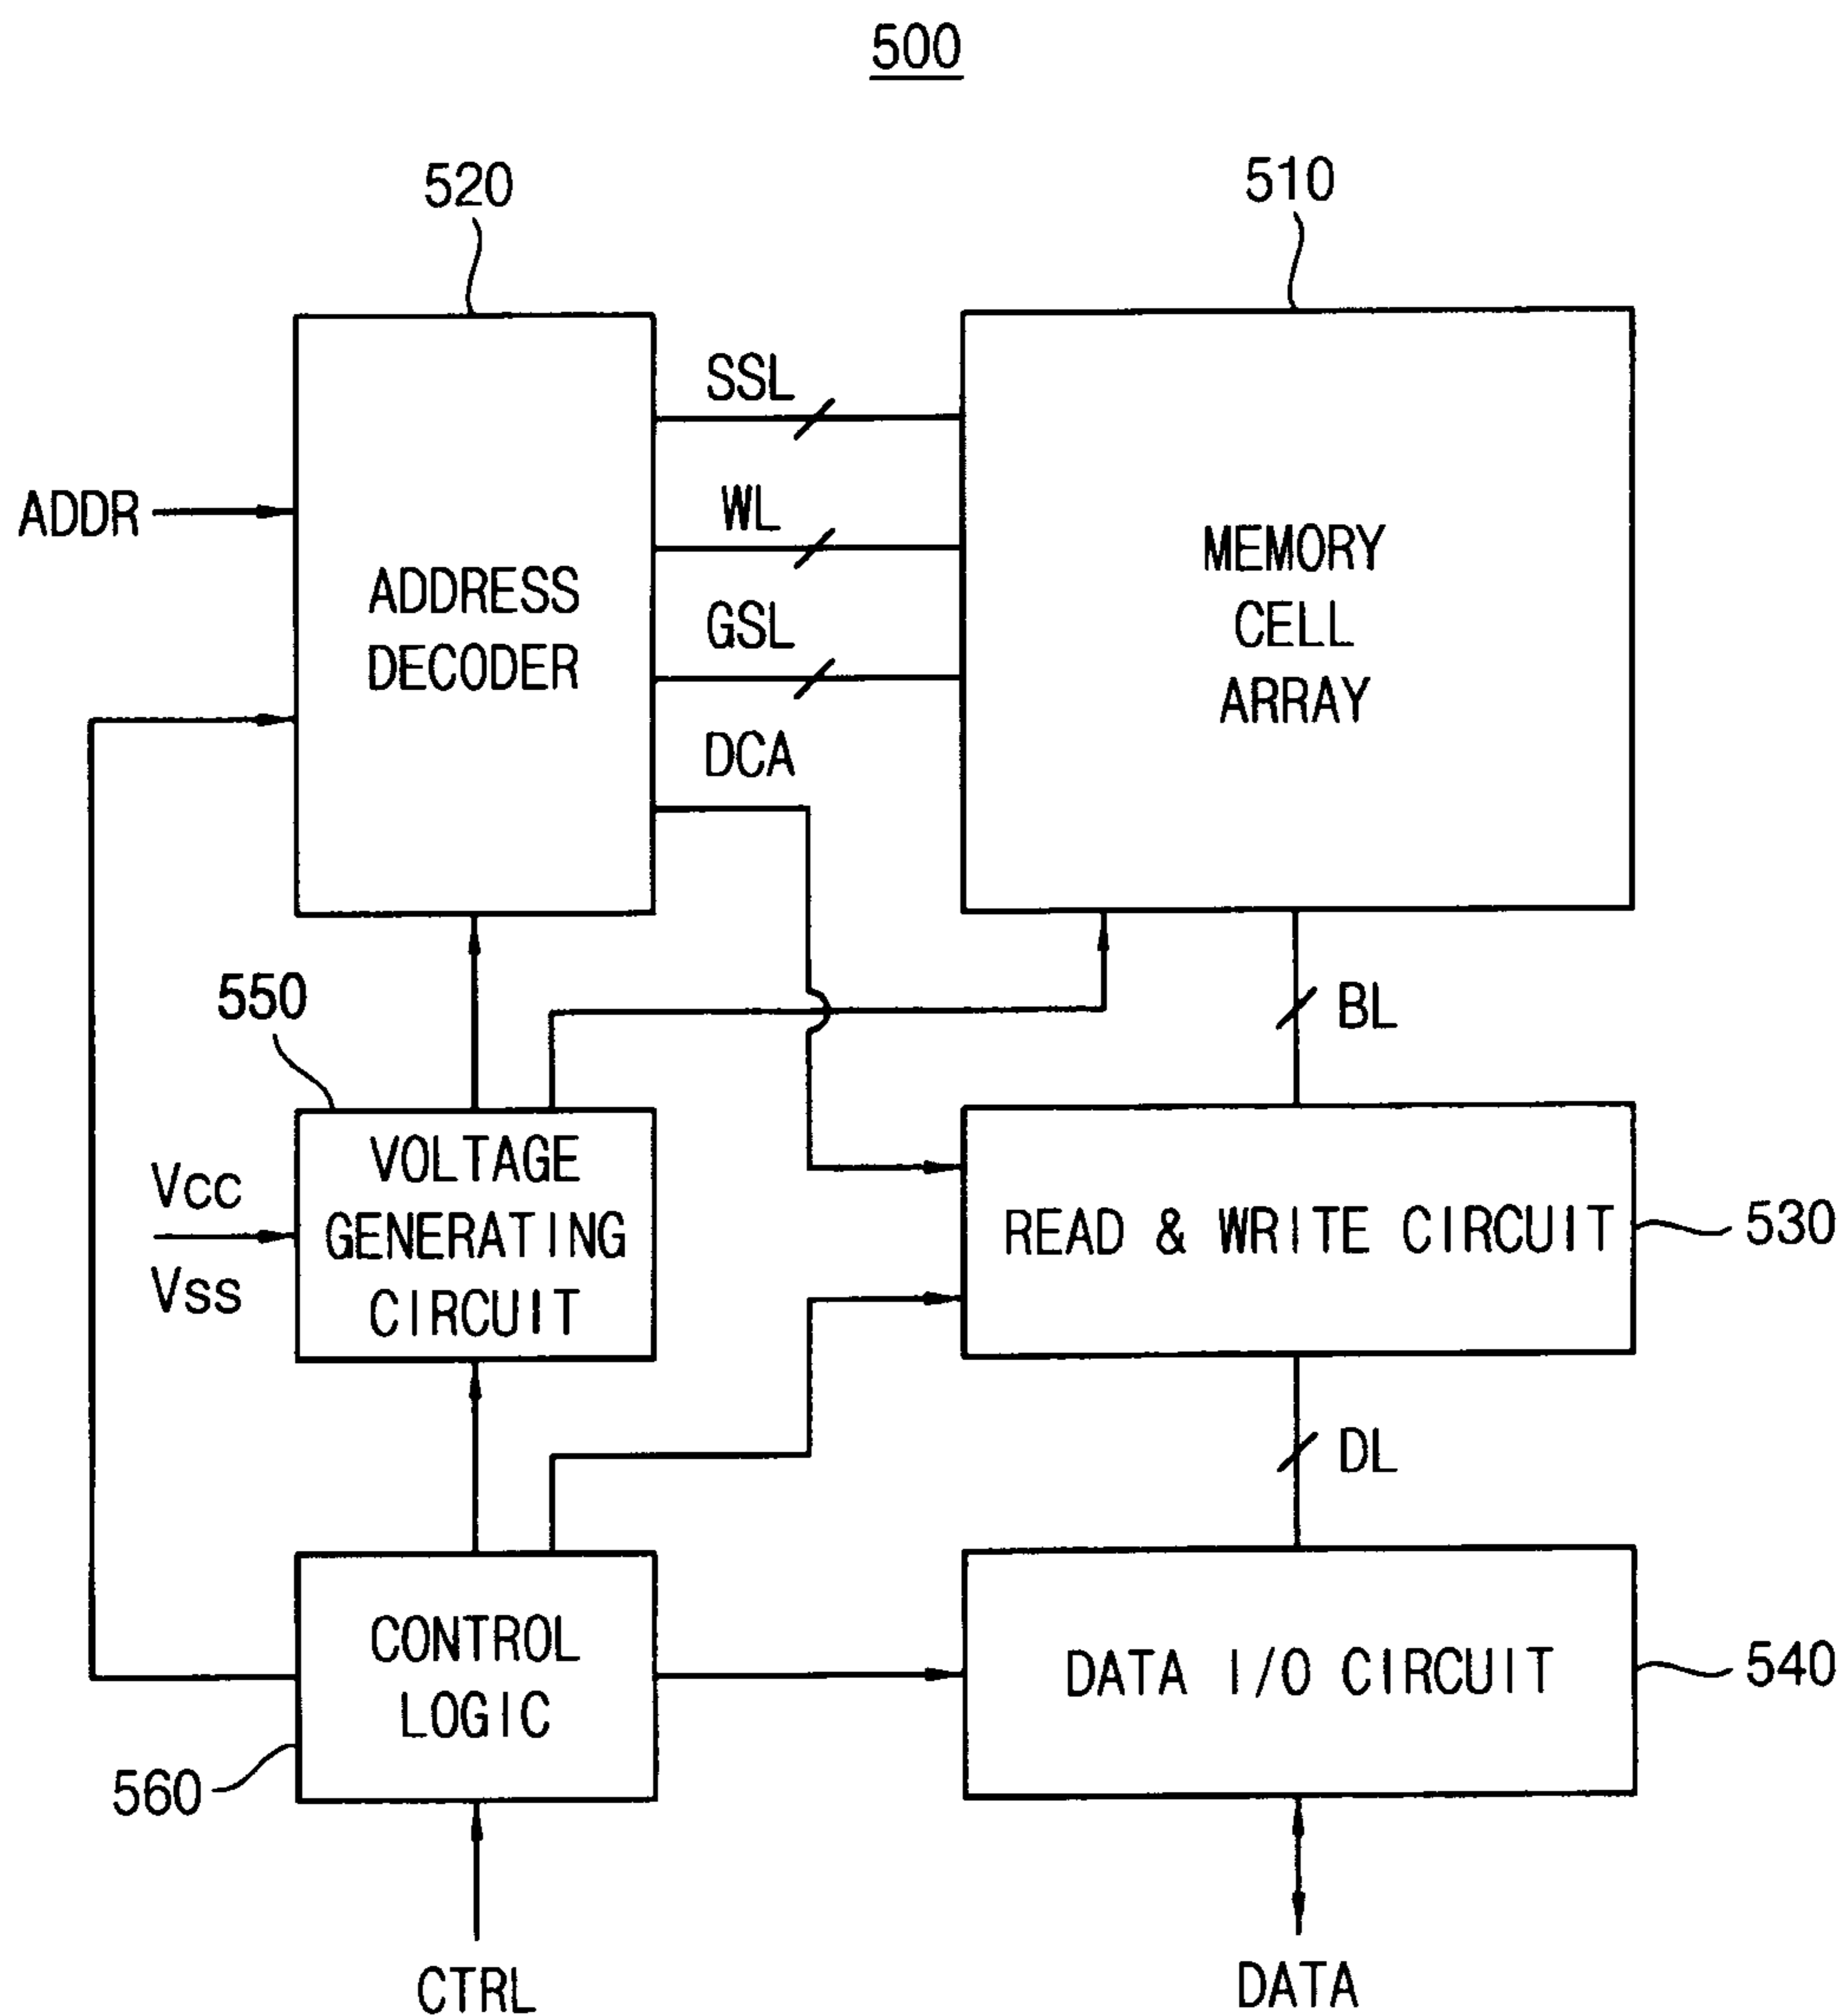 500
520
510
SSL
ADDR
WL
ADDRESS
DECODER
GSL
MEMORY
CELL
ARRAY
DCA
550
BL
VOLTAGE
GENERATING
CIRCUIT
Vcc
Vss
READ & WRITE CIRCUIT
530
DL
CONTROL
LOGIC
DATA I/O CIRCUIT
540
560
CTRL
DATA